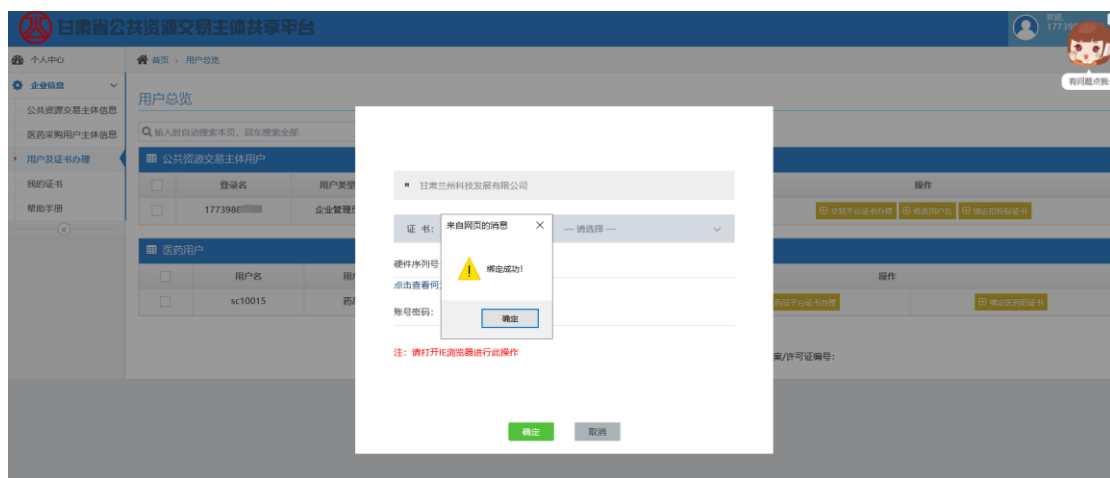 甘肃省公共资源交易主体共享平台
欢迎,
17739
有问题点我
个人中心
企业信息
公共资源交易主体信息
医药采购用户主体信息
用户及证书办理
我的证书
帮助手册
首页 > 用户总览
用户总览
输入时自动搜索本页，回车搜索全部
公共资源交易主体用户
登录名 用户类型 操作
1773988 企业管理员 交易平台证书办理 修改用户名 绑定招投标证书
医药用户
用户名 操作
sc10015 药品平台证书办理 绑定医药旧证书
案/许可证编号：
甘肃兰州科技发展有限公司
证 书： — 请选择 —
硬件序列号
点击查看何
账号密码：
注：请打开IE浏览器进行此操作
确定 取消
来自网页的消息
绑定成功!
确定